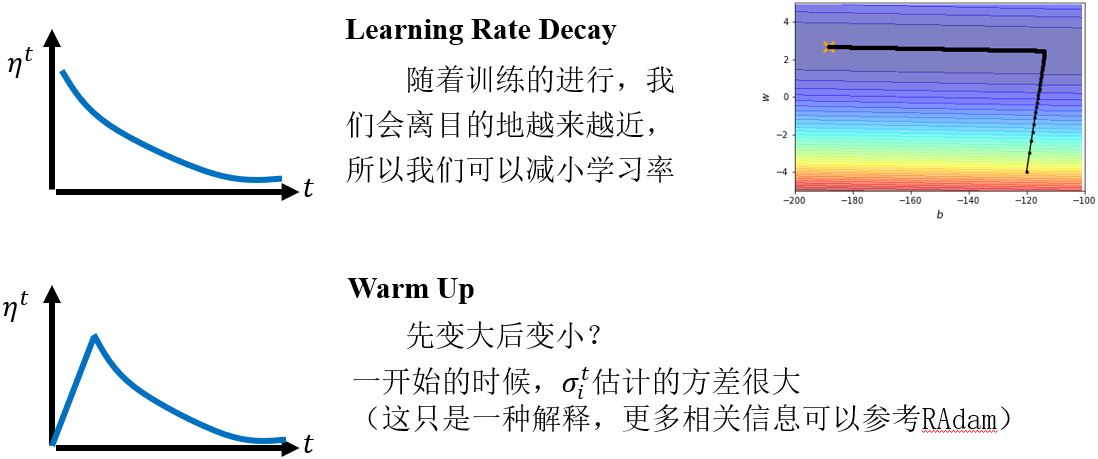 η^t
t
Learning Rate Decay
随着训练的进行，我
们会离目的地越来越近，
所以我们可以减小学习率
4
2
0
−2
−4
w
−200 −180 −160 −140 −120 −100
b
η^t
t
Warm Up
先变大后变小？
一开始的时候，σ_i^t估计的方差很大
（这只是一种解释，更多相关信息可以参考RAdam）